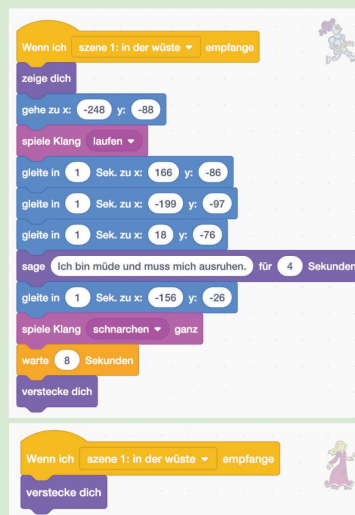 Wenn ich szene 1: in der wüste empfange
zeige dich
gehe zu x: -248 y: -88
spiele Klang laufen
gleite in 1 Sek. zu x: 166 y: -86
gleite in 1 Sek. zu x: -199 y: -97
gleite in 1 Sek. zu x: 18 y: -76
sage Ich bin müde und muss mich ausruhen. für 4 Sekunden
gleite in 1 Sek. zu x: -156 y: -26
spiele Klang schnarchen ganz
warte 8 Sekunden
verstecke dich
Wenn ich szene 1: in der wüste empfange
verstecke dich